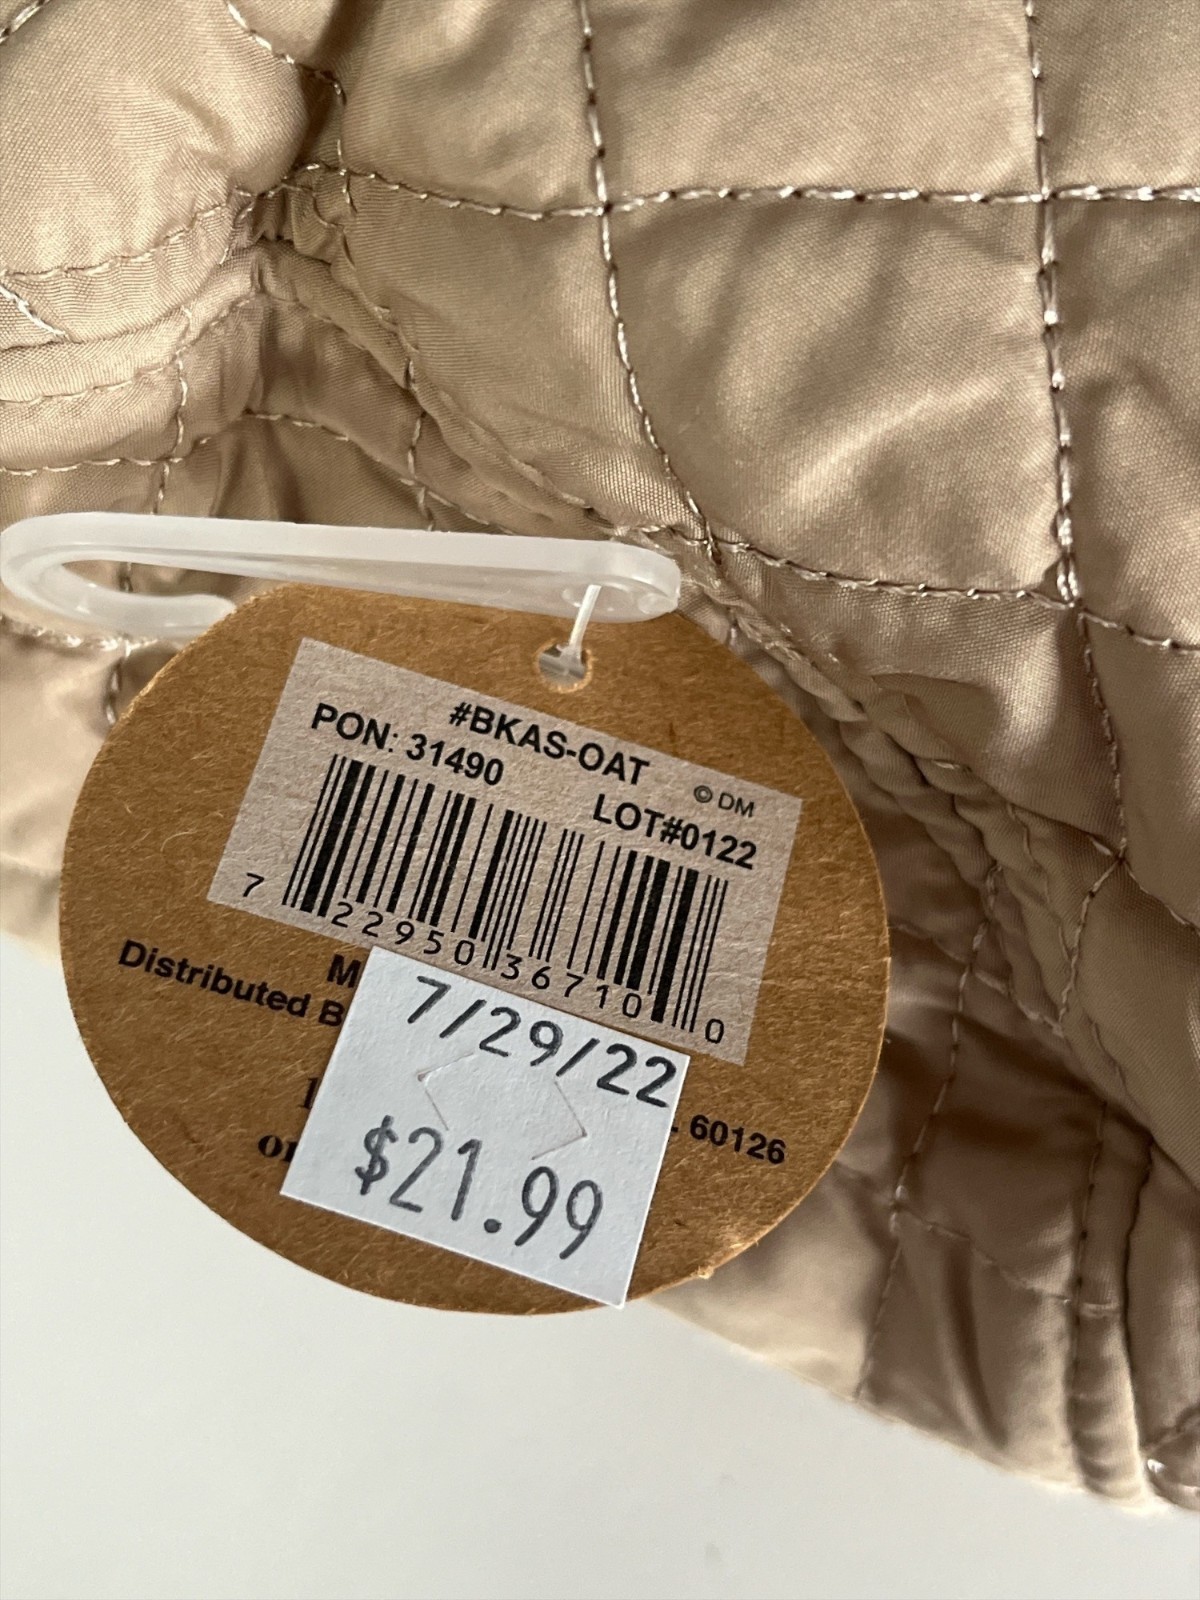 #BKAS-OAT
PON: 31490
© DM
LOT#0122
7 22950 36710 0
Distributed
60126
7/29/22
$21.99